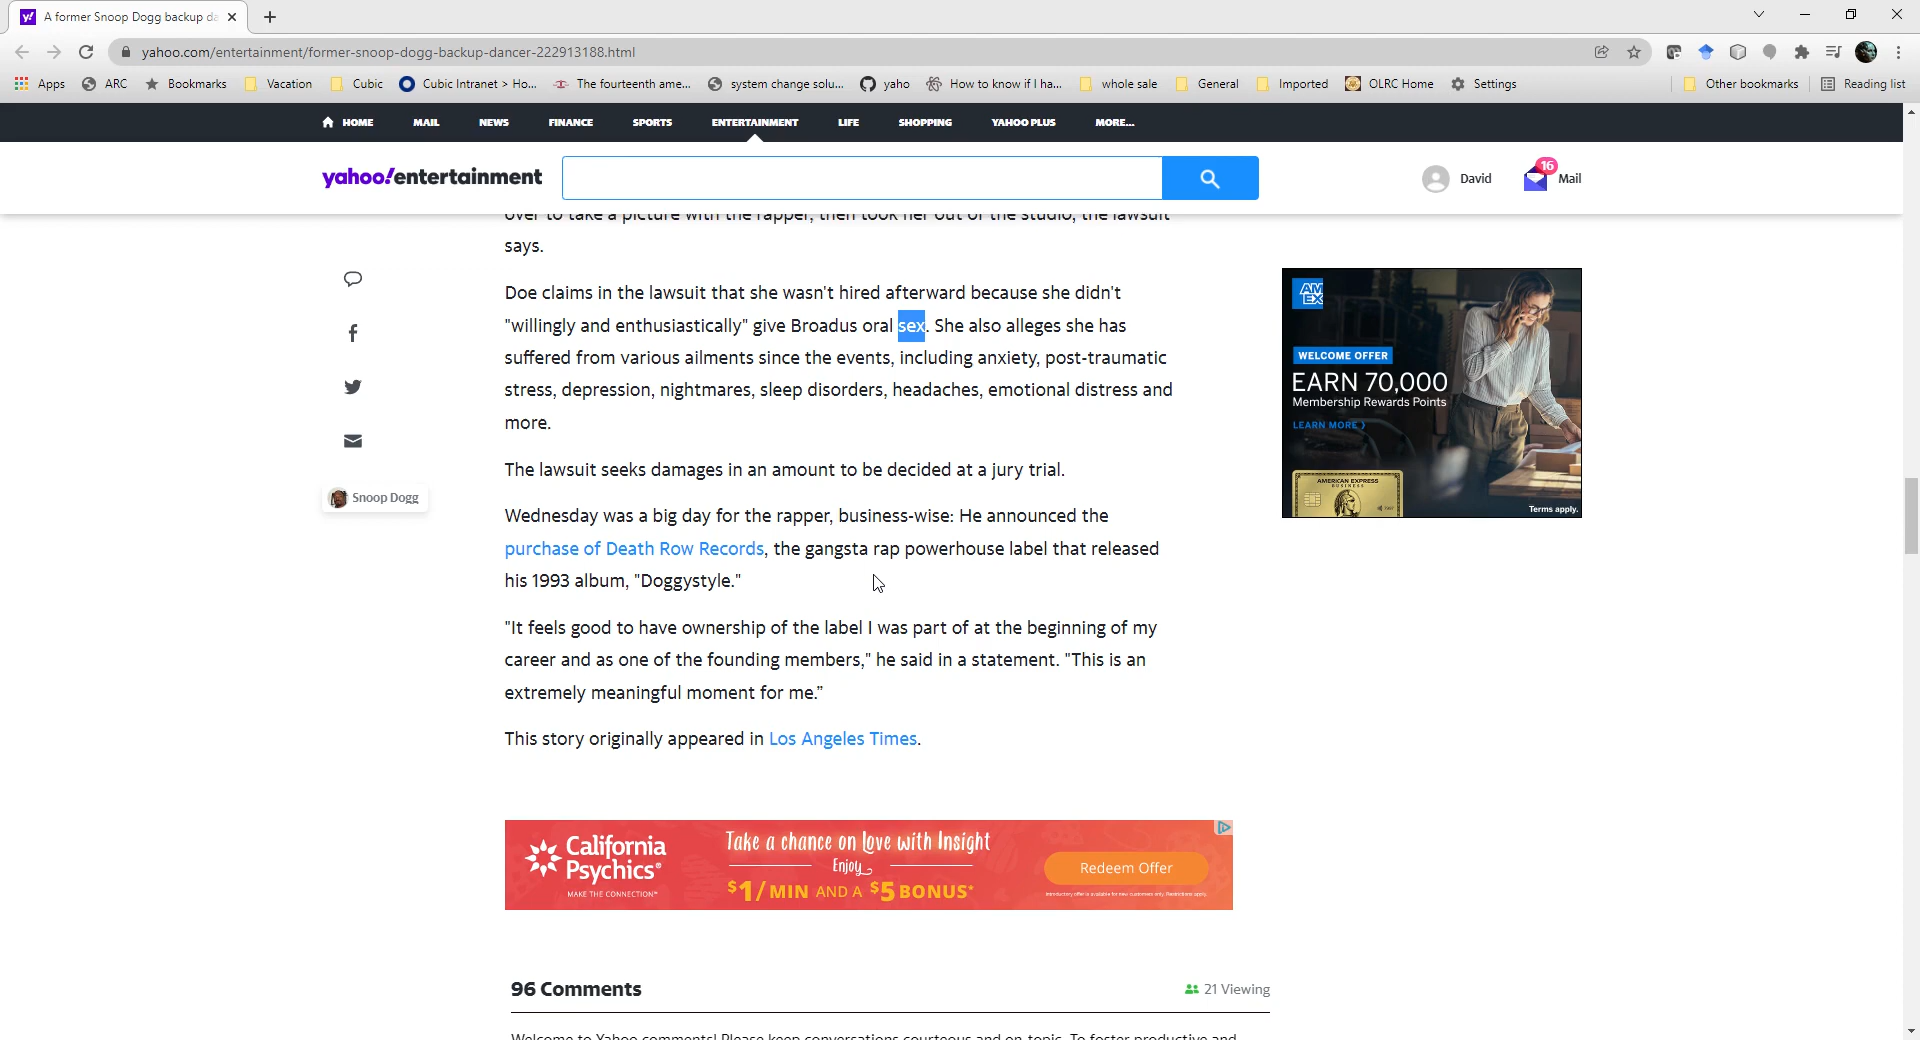 A former Snoop Dogg backup da
yahoo.com/entertainment/former-snoop-dogg-backup-dancer-222913188.html
Apps ARC Bookmarks Vacation Cubic Cubic Intranet > Ho... The fourteenth ame... system change solu... yaho How to know if I ha... whole sale General Imported OLRC Home Settings Other bookmarks Reading list
HOME MAIL NEWS FINANCE SPORTS ENTERTAINMENT LIFE SHOPPING YAHOO PLUS MORE...
yahoo!entertainment David 16 Mail
over to take a picture with the rapper, then took her out of the studio, the lawsuit
says.
Doe claims in the lawsuit that she wasn't hired afterward because she didn't
"willingly and enthusiastically" give Broadus oral sex. She also alleges she has
suffered from various ailments since the events, including anxiety, post-traumatic
stress, depression, nightmares, sleep disorders, headaches, emotional distress and
more.
The lawsuit seeks damages in an amount to be decided at a jury trial.
Wednesday was a big day for the rapper, business-wise: He announced the
purchase of Death Row Records, the gangsta rap powerhouse label that released
his 1993 album, "Doggystyle."
"It feels good to have ownership of the label I was part of at the beginning of my
career and as one of the founding members," he said in a statement. "This is an
extremely meaningful moment for me.”
This story originally appeared in Los Angeles Times.
Snoop Dogg
AM
EX
WELCOME OFFER
EARN 70,000
Membership Rewards Points
LEARN MORE >
AMERICAN EXPRESS
BUSINESS
Terms apply.
California
Psychics®
MAKE THE CONNECTION℠
Take a chance on Love with Insight
Enjoy
$1/MIN AND A $5 BONUS*
Redeem Offer
96 Comments
21 Viewing
Welcome to Yahoo comments! Please keep conversations courteous and on-topic. To foster productive and